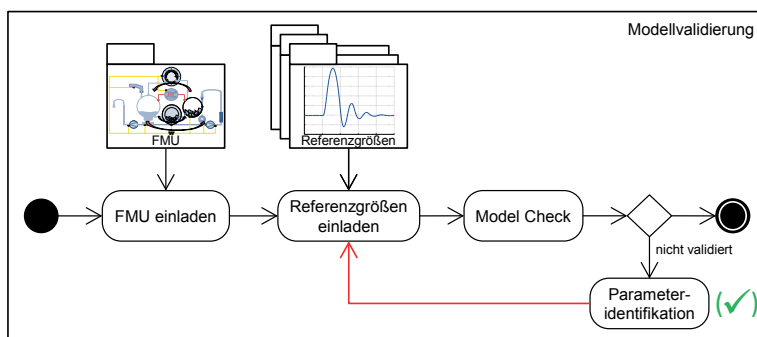 Modellvalidierung
FMU
Referenzgrößen
FMU einladen
Referenzgrößen
einladen
Model Check
nicht validiert
Parameter-
identifikation
(✓)